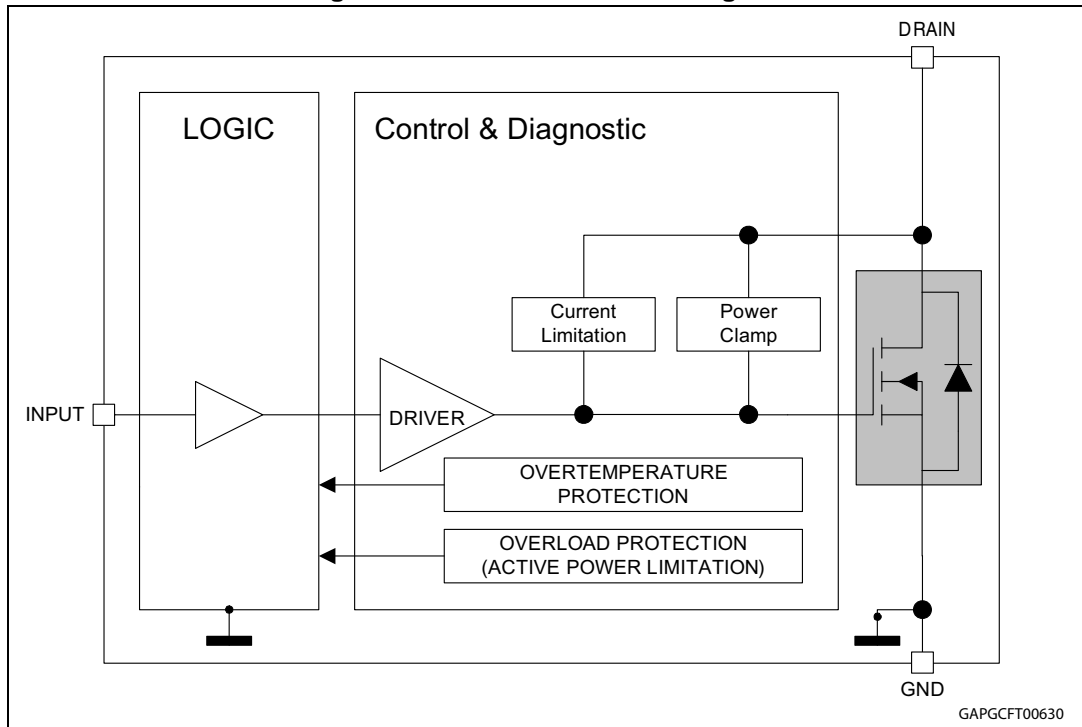 DRAIN
LOGIC
Control & Diagnostic
Current
Limitation
Power
Clamp
INPUT
DRIVER
OVERTEMPERATURE
PROTECTION
OVERLOAD PROTECTION
(ACTIVE POWER LIMITATION)
GND
GAPGCFT00630